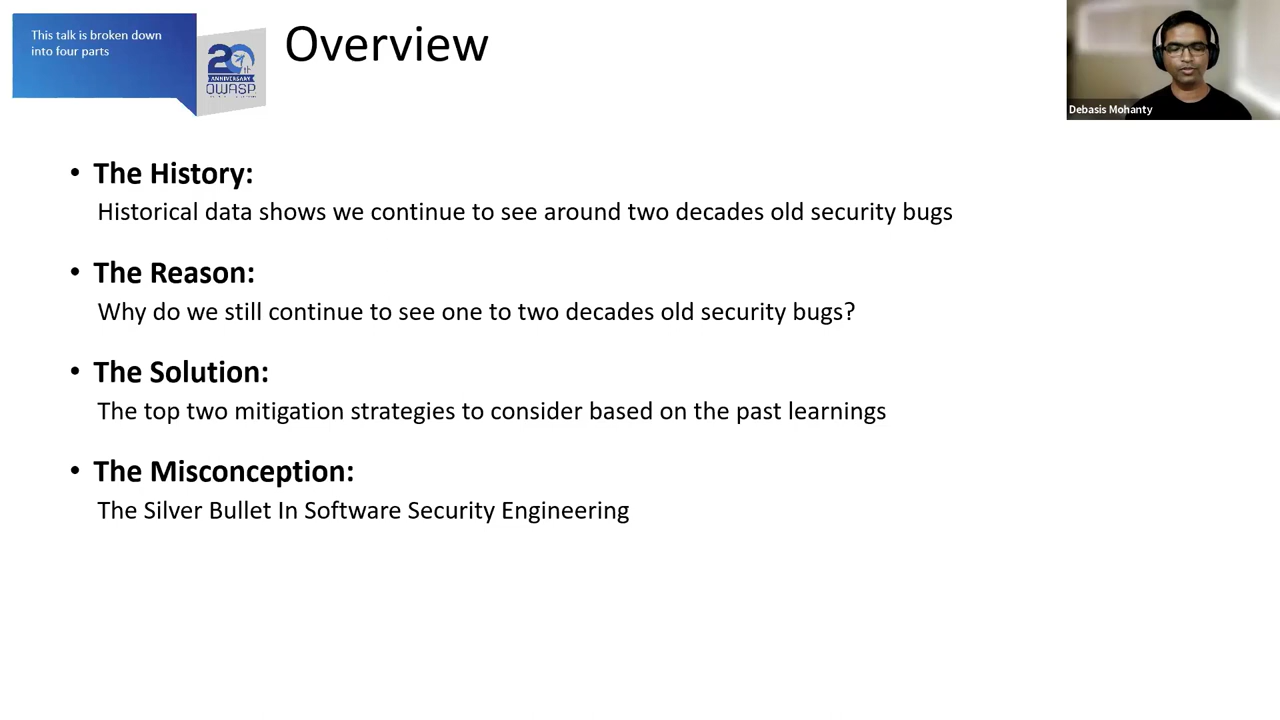 This talk is broken down
into four parts
20th
ANNIVERSARY
OWASP
Overview
Debasis Mohanty
• The History:
Historical data shows we continue to see around two decades old security bugs
• The Reason:
Why do we still continue to see one to two decades old security bugs?
• The Solution:
The top two mitigation strategies to consider based on the past learnings
• The Misconception:
The Silver Bullet In Software Security Engineering